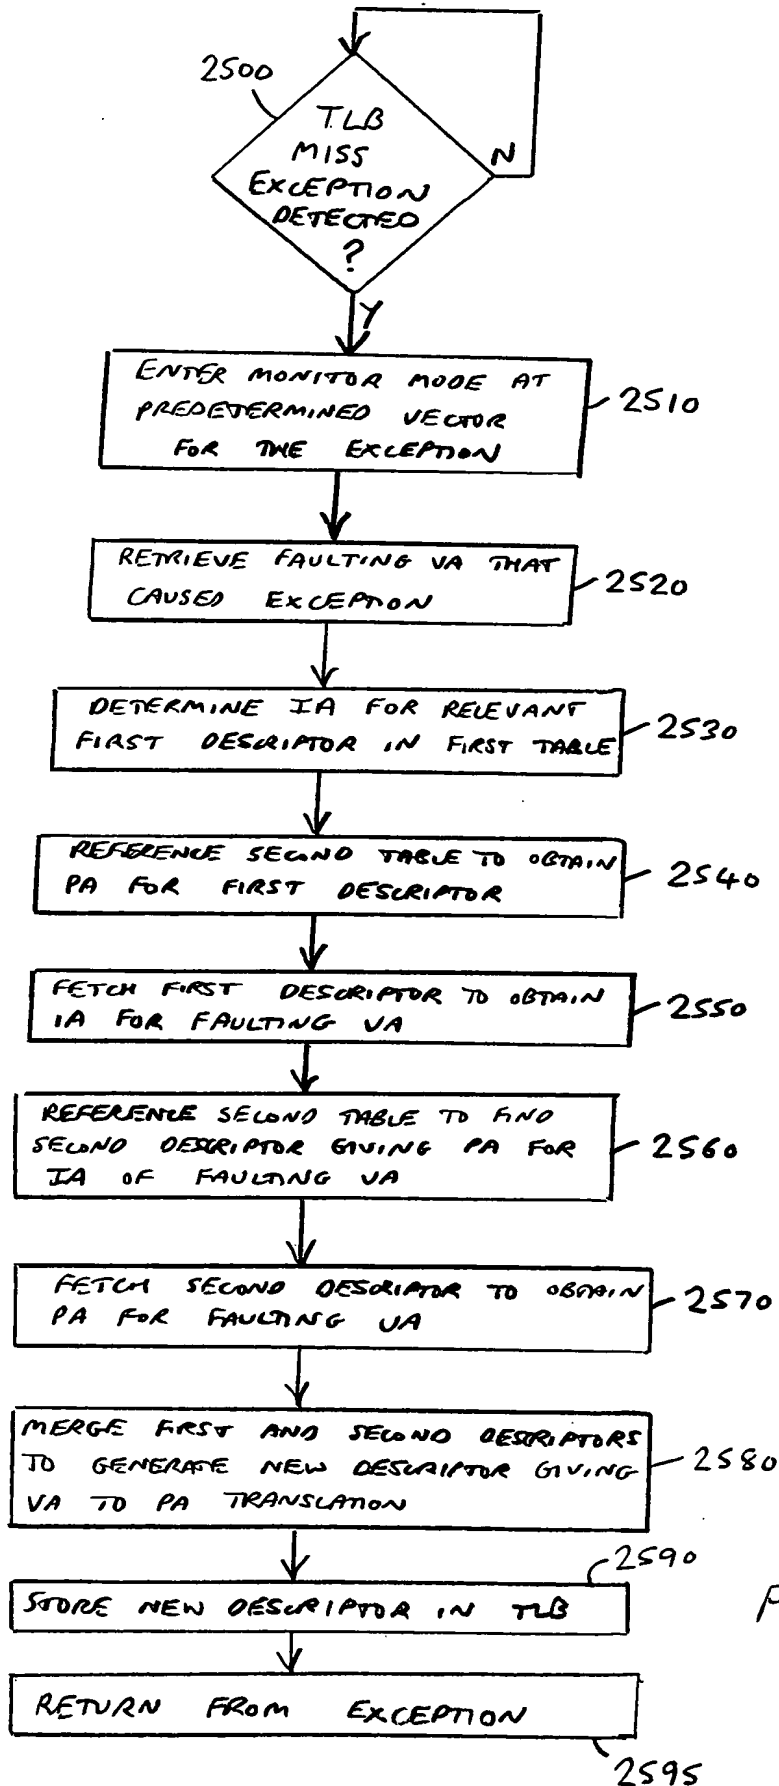 2500
TLB
MISS
EXCEPTION
DETECTED
?
N
Y
ENTER MONITOR MODE AT
PREDETERMINED VECTOR
FOR THE EXCEPTION
2510
RETRIEVE FAULTING VA THAT
CAUSED EXCEPTION
2520
DETERMINE IA FOR RELEVANT
FIRST DESCRIPTOR IN FIRST TABLE
2530
REFERENCE SECOND TABLE TO OBTAIN
PA FOR FIRST DESCRIPTOR
2540
FETCH FIRST DESCRIPTOR TO OBTAIN
IA FOR FAULTING VA
2550
REFERENCE SECOND TABLE TO FIND
SECOND DESCRIPTOR GIVING PA FOR
IA OF FAULTING VA
2560
FETCH SECOND DESCRIPTOR TO OBTAIN
PA FOR FAULTING VA
2570
MERGE FIRST AND SECOND DESCRIPTORS
TO GENERATE NEW DESCRIPTOR GIVING
VA TO PA TRANSLATION
2580
2590
STORE NEW DESCRIPTOR IN TLB
RETURN FROM EXCEPTION
2595